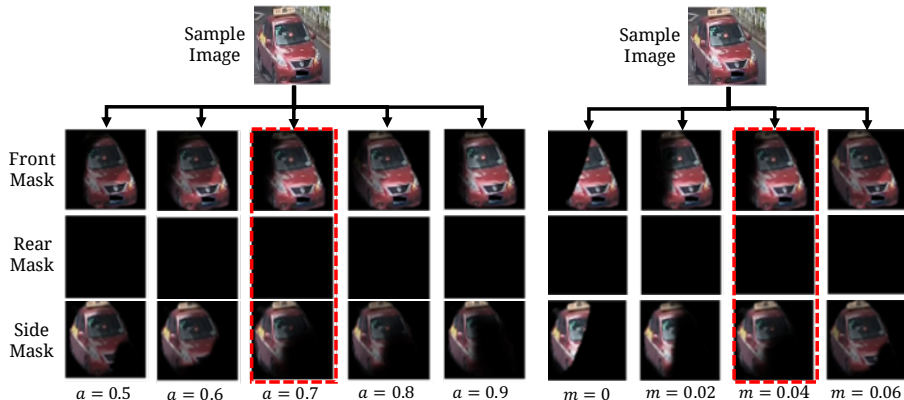 Sample
Image
Sample
Image
Front
Mask
Rear
Mask
Side
Mask
a = 0.5
a = 0.6
a = 0.7
a = 0.8
a = 0.9
m = 0
m = 0.02
m = 0.04
m = 0.06